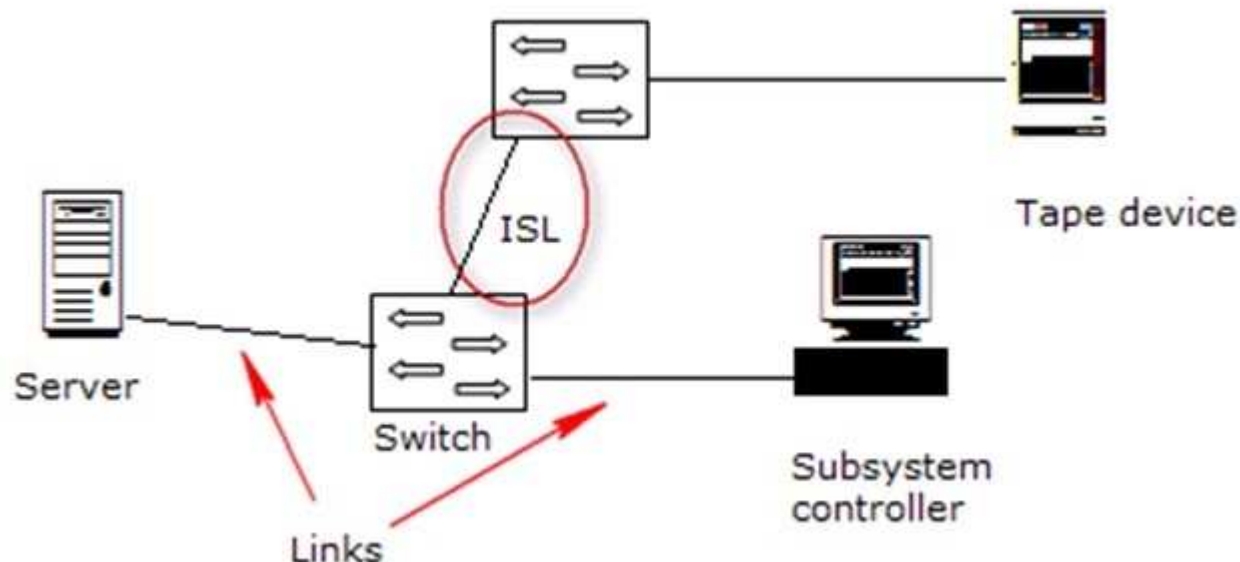 ISL
Tape device
Server
Switch
Subsystem
controller
Links